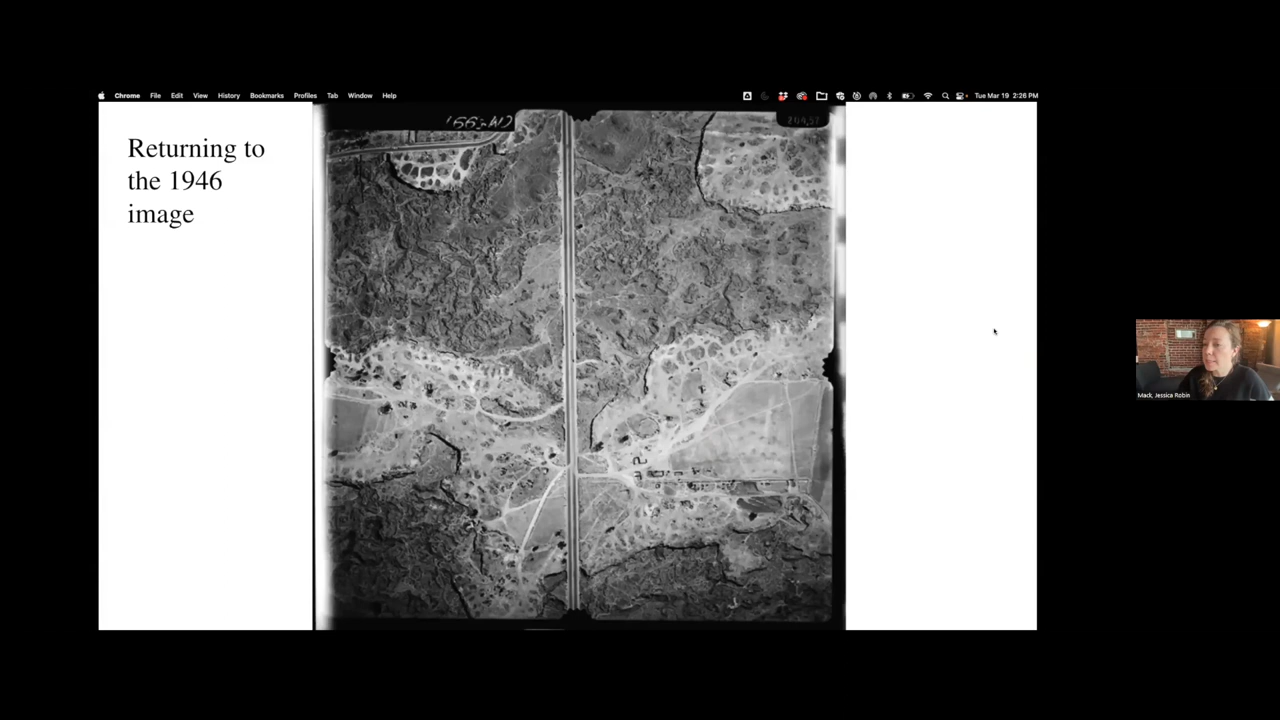 Chrome File Edit View History Bookmarks Profiles Tab Window Help
Tue Mar 19 2:26 PM
Returning to
the 1946
image
Mack, Jessica Robin